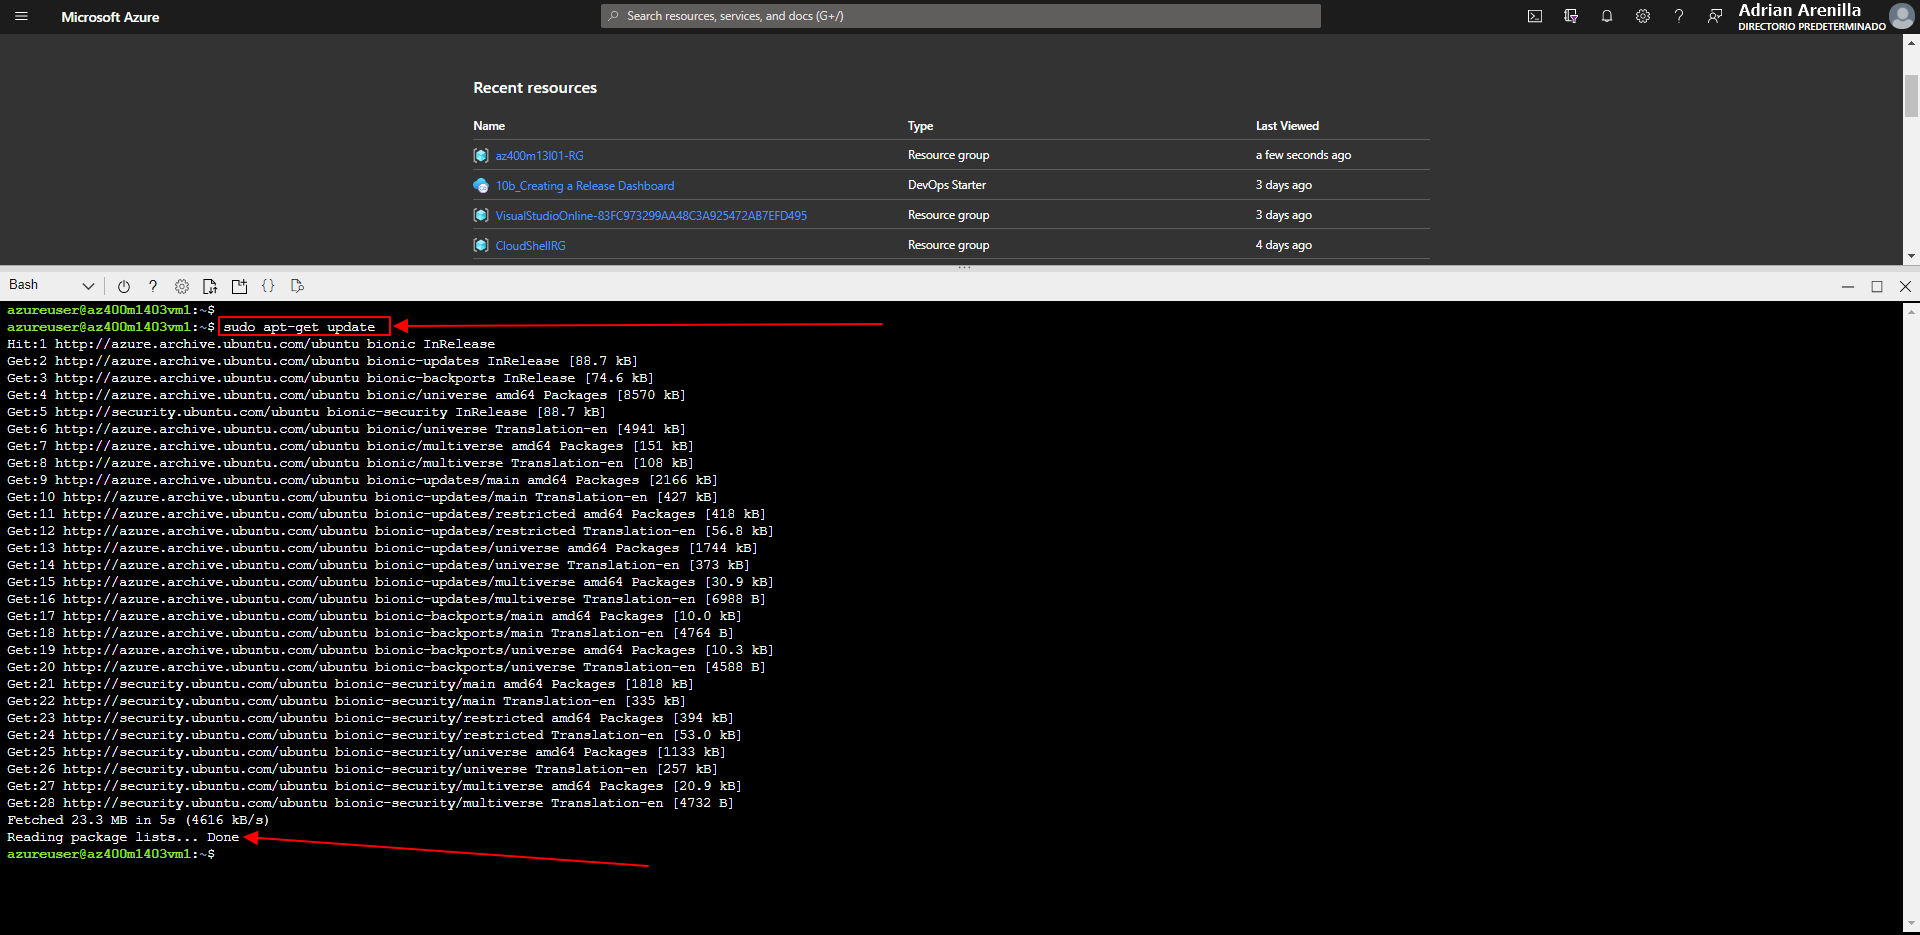 Microsoft Azure
Search resources, services, and docs (G+/)
Adrian Arenilla
DIRECTORIO PREDETERMINADO
Recent resources
Name Type Last Viewed
az400m13l01-RG Resource group a few seconds ago
10b_Creating a Release Dashboard DevOps Starter 3 days ago
VisualStudioOnline-83FC973299AA48C3A925472AB7EFD495 Resource group 3 days ago
CloudShellRG Resource group 4 days ago
Bash
azureuser@az400m1403vm1:~$
azureuser@az400m1403vm1:~$ sudo apt-get update
Hit:1 http://azure.archive.ubuntu.com/ubuntu bionic InRelease
Get:2 http://azure.archive.ubuntu.com/ubuntu bionic-updates InRelease [88.7 kB]
Get:3 http://azure.archive.ubuntu.com/ubuntu bionic-backports InRelease [74.6 kB]
Get:4 http://azure.archive.ubuntu.com/ubuntu bionic/universe amd64 Packages [8570 kB]
Get:5 http://security.ubuntu.com/ubuntu bionic-security InRelease [88.7 kB]
Get:6 http://azure.archive.ubuntu.com/ubuntu bionic/universe Translation-en [4941 kB]
Get:7 http://azure.archive.ubuntu.com/ubuntu bionic/multiverse amd64 Packages [151 kB]
Get:8 http://azure.archive.ubuntu.com/ubuntu bionic/multiverse Translation-en [108 kB]
Get:9 http://azure.archive.ubuntu.com/ubuntu bionic-updates/main amd64 Packages [2166 kB]
Get:10 http://azure.archive.ubuntu.com/ubuntu bionic-updates/main Translation-en [427 kB]
Get:11 http://azure.archive.ubuntu.com/ubuntu bionic-updates/restricted amd64 Packages [418 kB]
Get:12 http://azure.archive.ubuntu.com/ubuntu bionic-updates/restricted Translation-en [56.8 kB]
Get:13 http://azure.archive.ubuntu.com/ubuntu bionic-updates/universe amd64 Packages [1744 kB]
Get:14 http://azure.archive.ubuntu.com/ubuntu bionic-updates/universe Translation-en [373 kB]
Get:15 http://azure.archive.ubuntu.com/ubuntu bionic-updates/multiverse amd64 Packages [30.9 kB]
Get:16 http://azure.archive.ubuntu.com/ubuntu bionic-updates/multiverse Translation-en [6988 B]
Get:17 http://azure.archive.ubuntu.com/ubuntu bionic-backports/main amd64 Packages [10.0 kB]
Get:18 http://azure.archive.ubuntu.com/ubuntu bionic-backports/main Translation-en [4764 B]
Get:19 http://azure.archive.ubuntu.com/ubuntu bionic-backports/universe amd64 Packages [10.3 kB]
Get:20 http://azure.archive.ubuntu.com/ubuntu bionic-backports/universe Translation-en [4588 B]
Get:21 http://security.ubuntu.com/ubuntu bionic-security/main amd64 Packages [1818 kB]
Get:22 http://security.ubuntu.com/ubuntu bionic-security/main Translation-en [335 kB]
Get:23 http://security.ubuntu.com/ubuntu bionic-security/restricted amd64 Packages [394 kB]
Get:24 http://security.ubuntu.com/ubuntu bionic-security/restricted Translation-en [53.0 kB]
Get:25 http://security.ubuntu.com/ubuntu bionic-security/universe amd64 Packages [1133 kB]
Get:26 http://security.ubuntu.com/ubuntu bionic-security/universe Translation-en [257 kB]
Get:27 http://security.ubuntu.com/ubuntu bionic-security/multiverse amd64 Packages [20.9 kB]
Get:28 http://security.ubuntu.com/ubuntu bionic-security/multiverse Translation-en [4732 B]
Fetched 23.3 MB in 5s (4616 kB/s)
Reading package lists... Done
azureuser@az400m1403vm1:~$